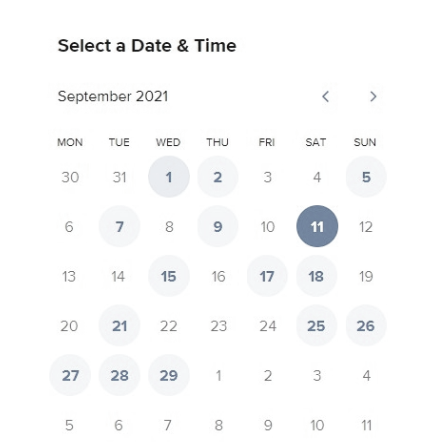 Select a Date & Time
September 2021
MON TUE WED THU FRI SAT SUN
30 31 1 2 3 4 5
6 7 8 9 10 11 12
13 14 15 16 17 18 19
20 21 22 23 24 25 26
27 28 29 1 2 3 4
5 6 7 8 9 10 11